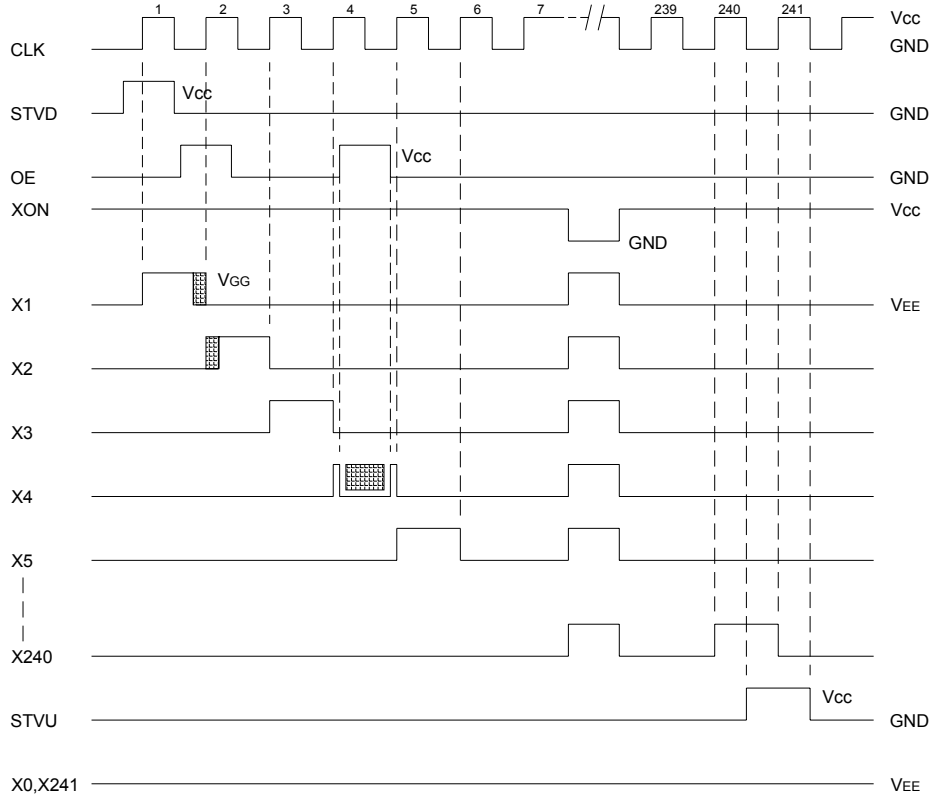 1 2 3 4 5 6 7 239 240 241
CLK Vcc
GND
STVD Vcc GND
OE Vcc GND
XON Vcc
GND
X1 VGG VEE
X2
X3
X4
X5
X240
STVU Vcc GND
X0,X241 VEE